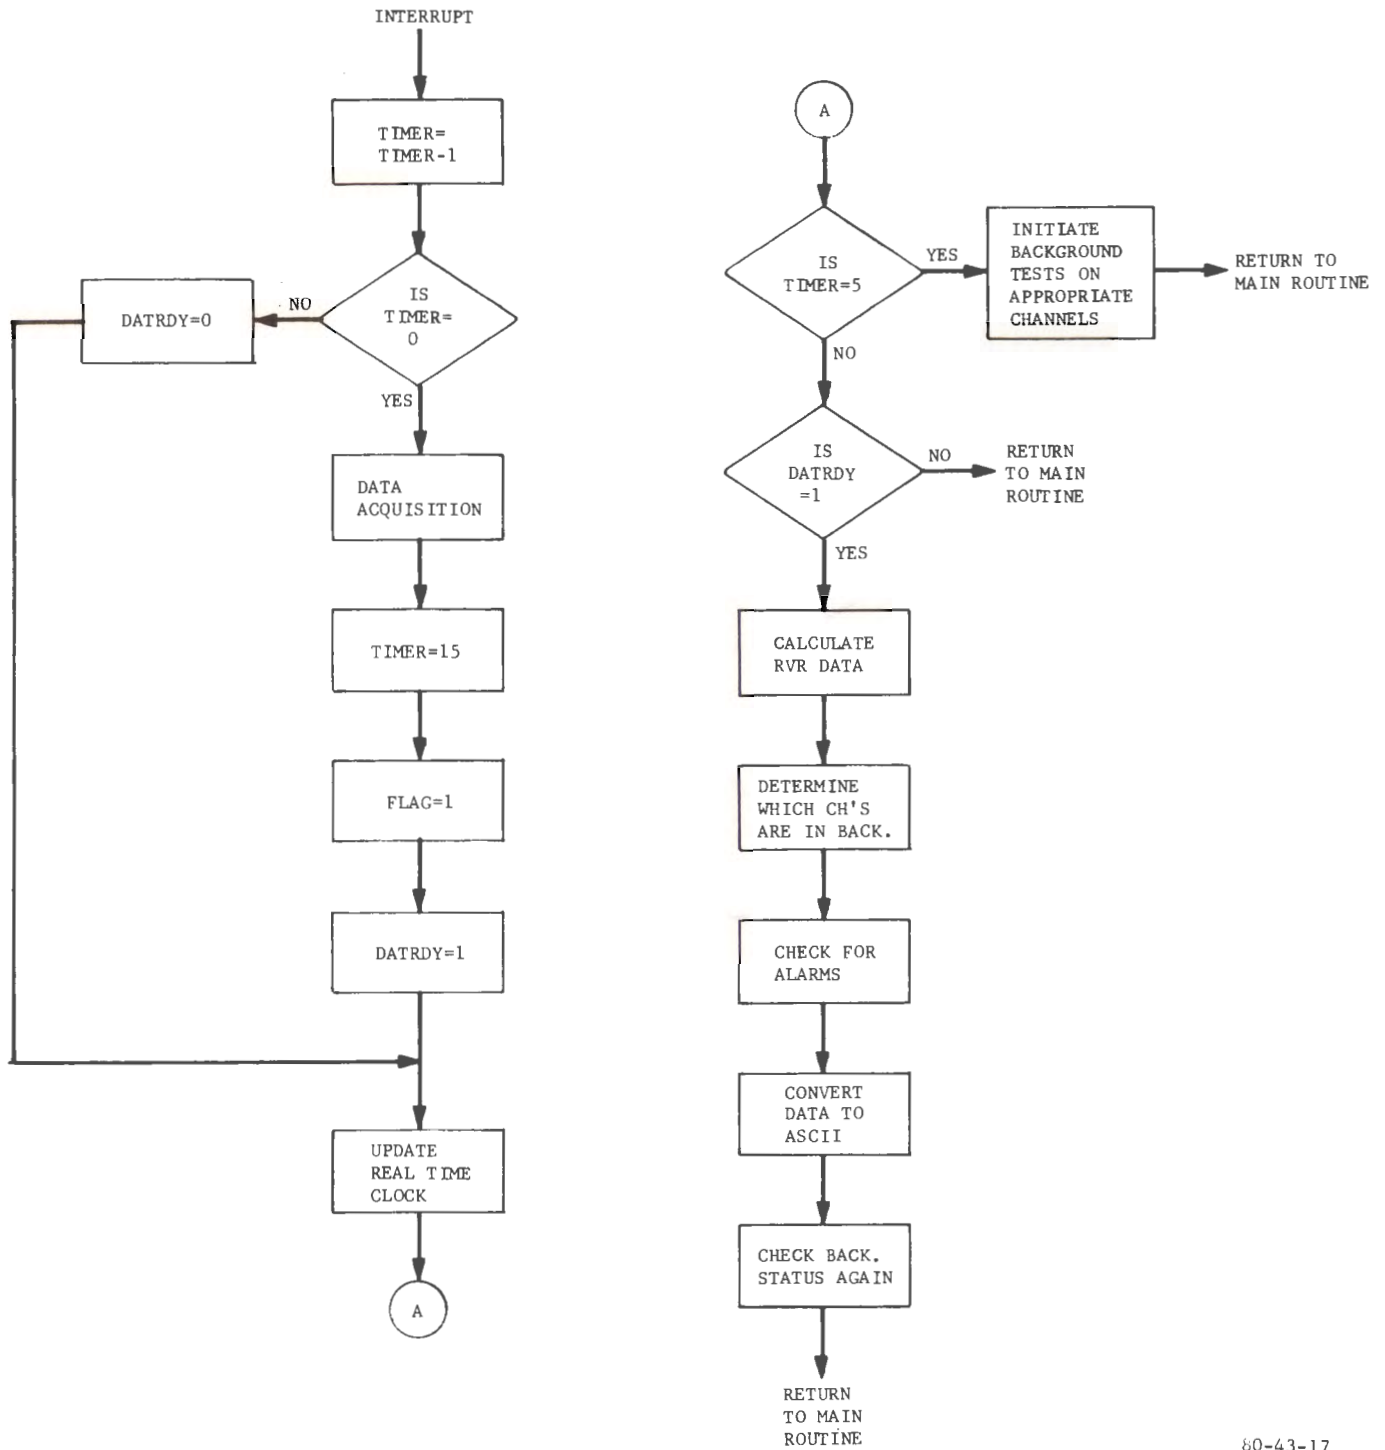 INTERRUPT
TIMER=
TIMER-1
IS
TIMER=
0
NO
DATRDY=0
YES
DATA
ACQUISITION
TIMER=15
FLAG=1
DATRDY=1
UPDATE
REAL TIME
CLOCK
A
A
IS
TIMER=5
YES
INITIATE
BACKGROUND
TESTS ON
APPROPRIATE
CHANNELS
RETURN TO
MAIN ROUTINE
NO
IS
DATRDY
=1
NO
RETURN
TO MAIN
ROUTINE
YES
CALCULATE
RVR DATA
DETERMINE
WHICH CH'S
ARE IN BACK.
CHECK FOR
ALARMS
CONVERT
DATA TO
ASCII
CHECK BACK.
STATUS AGAIN
RETURN
TO MAIN
ROUTINE
80-43-17